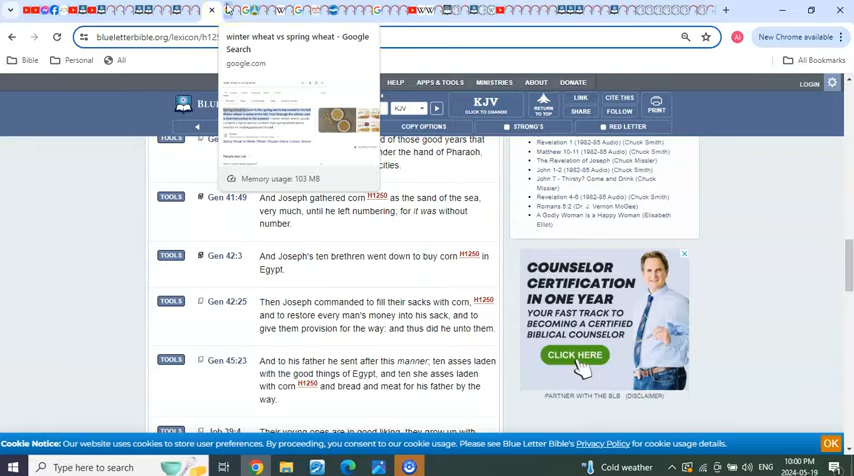 blueletterbible.org/lexicon/h125
New Chrome available
Bible
Personal
All
All Bookmarks
winter wheat vs spring wheat - Google
Search
google.com
Memory usage: 103 MB
HELP
APPS & TOOLS
MINISTRIES
ABOUT
DONATE
LOGIN
KJV
KJV
CLICK TO CHANGE
RETURN
TO TOP
LINK
SHARE
CITE THIS
FOLLOW
PRINT
COPY OPTIONS
STRONG'S
RED LETTER
d of those good years that
der the hand of Pharaoh,
cities.
TOOLS Gen 41:49 And Joseph gathered corn H1250 as the sand of the sea,
very much, until he left numbering; for it was without
number.
TOOLS Gen 42:3 And Joseph's ten brethren went down to buy corn H1250 in
Egypt.
TOOLS Gen 42:25 Then Joseph commanded to fill their sacks with corn, H1250
and to restore every man's money into his sack, and to
give them provision for the way: and thus did he unto them.
TOOLS Gen 45:23 And to his father he sent after this manner; ten asses laden
with the good things of Egypt, and ten she asses laden
with corn H1250 and bread and meat for his father by the
way.
Revelation 1 (1982-85 Audio) (Chuck Smith)
Matthew 10-11 (Chuck Smith)
The Revelation of Joseph (Chuck Missler)
John 1-2 (1982-85 Audio) (Chuck Smith)
John 7 - Thirsty? Come and Drink (Chuck
Missler)
Revelation 4-6 (1982-85 Audio) (Chuck Smith)
Romans 5:2 (Dr. J. Vernon McGee)
A Godly Woman Is a Happy Woman (Elisabeth
Elliot)
COUNSELOR
CERTIFICATION
IN ONE YEAR
YOUR FAST TRACK TO
BECOMING A CERTIFIED
BIBLICAL COUNSELOR
CLICK HERE
PARTNER WITH THE BLB (DISCLAIMER)
Cookie Notice: Our website uses cookies to store user preferences. By proceeding, you consent to our cookie usage. Please see Blue Letter Bible's Privacy Policy for cookie usage details.
OK
Type here to search
Cold weather
ENG
10:00 PM
2024-05-19